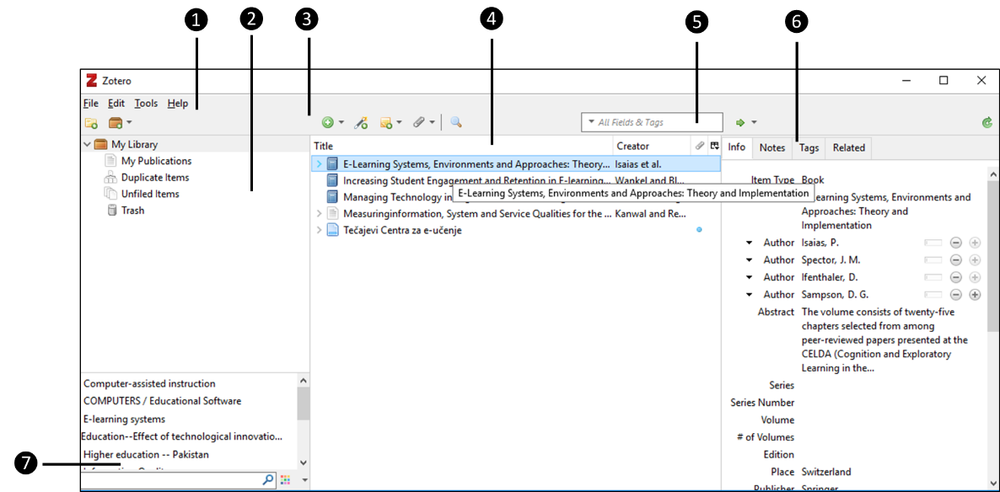 1 2 3 4 5 6
Zotero
File Edit Tools Help
All Fields & Tags
My Library
My Publications
Duplicate Items
Unfiled Items
Trash
Computer-assisted instruction
COMPUTERS / Educational Software
E-learning systems
Education--Effect of technological innovatio...
Higher education -- Pakistan
7
Title Creator
E-Learning Systems, Environments and Approaches: Theory... Isaias et al.
Increasing Student Engagement and Retention in E-learning... Wankel and Bl...
Managing Technology in
E-Learning Systems, Environments and Approaches: Theory and Implementation
Measuringinformation, System and Service Qualities for the ... Kanwal and Re...
Tečajevi Centra za e-učenje
Info Notes Tags Related
Item Type Book
Learning Systems, Environments and
Approaches: Theory and
Implementation
Author Isaias, P.
Author Spector, J. M.
Author Ifenthaler, D.
Author Sampson, D. G.
Abstract The volume consists of twenty-five
chapters selected from among
peer-reviewed papers presented at the
CELDA (Cognition and Exploratory
Learning in the...
Series
Series Number
Volume
# of Volumes
Edition
Place Switzerland
Publisher Springer